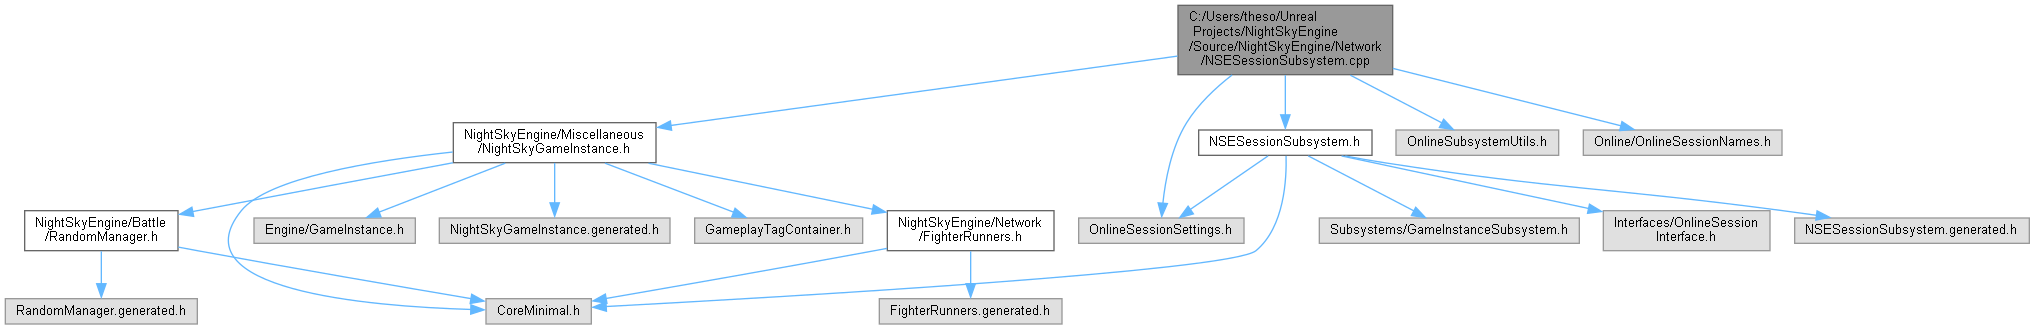 C:/Users/theso/Unreal
Projects/NightSkyEngine
/Source/NightSkyEngine/Network
/NSESessionSubsystem.cpp
NightSkyEngine/Miscellaneous
/NightSkyGameInstance.h
NSESessionSubsystem.h
OnlineSubsystemUtils.h
Online/OnlineSessionNames.h
NightSkyEngine/Battle
/RandomManager.h
Engine/GameInstance.h
NightSkyGameInstance.generated.h
GameplayTagContainer.h
NightSkyEngine/Network
/FighterRunners.h
OnlineSessionSettings.h
Subsystems/GameInstanceSubsystem.h
Interfaces/OnlineSession
Interface.h
NSESessionSubsystem.generated.h
RandomManager.generated.h
CoreMinimal.h
FighterRunners.generated.h